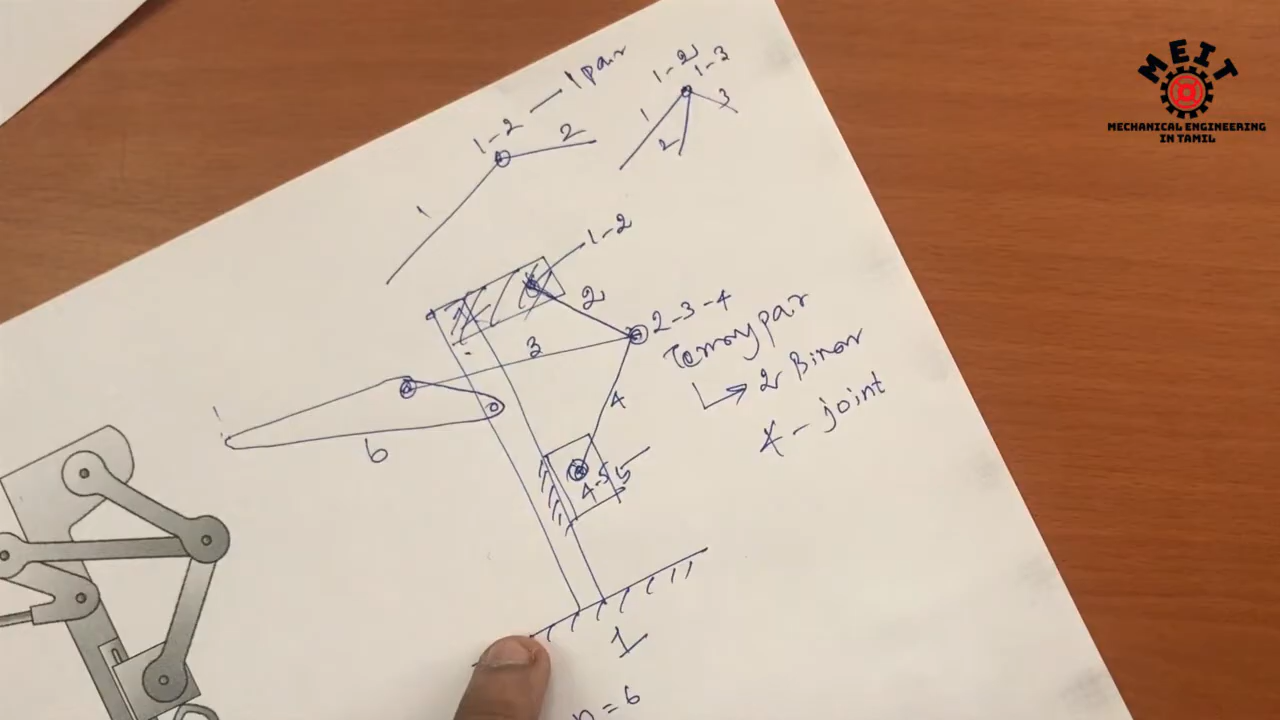 1-2 — 1 pair
1
2
1-2
1-3
1
2
3
1-2
2
2-3-4
3
Ternary pair
↳ 2 Binar
4 - joint
4
6
4-5
5
1
n = 6
MEIT
MECHANICAL ENGINEERING
IN TAMIL